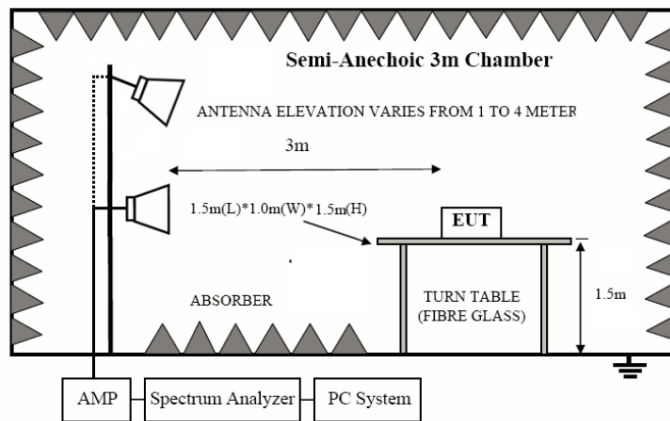 Semi-Anechoic 3m Chamber
ANTENNA ELEVATION VARIES FROM 1 TO 4 METER
3m
1.5m(L)*1.0m(W)*1.5m(H)
EUT
ABSORBER
TURN TABLE
(FIBRE GLASS)
1.5m
AMP
Spectrum Analyzer
PC System